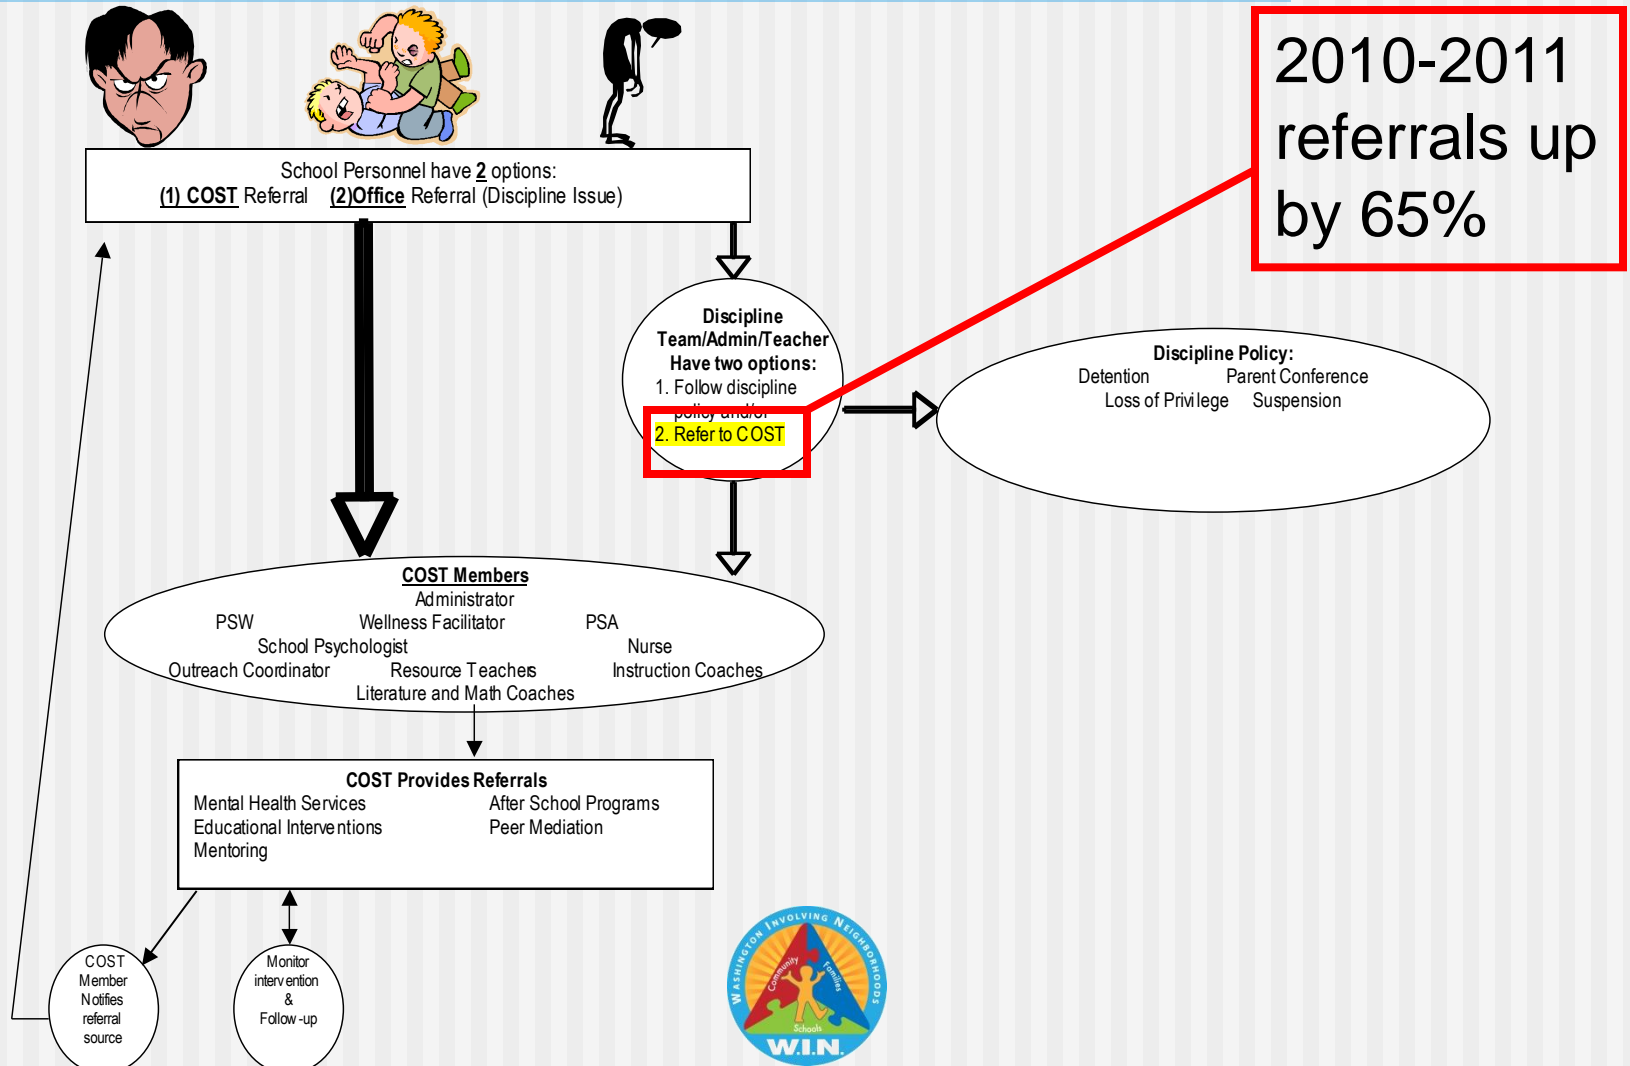 2010-2011
referrals up
by 65%
School Personnel have 2 options:
(1) COST Referral (2)Office Referral (Discipline Issue)
Discipline
Team/Admin/Teacher
Have two options:
1. Follow discipline
policy and/or
2. Refer to COST
Discipline Policy:
Detention Parent Conference
Loss of Privilege Suspension
COST Members
Administrator
PSW Wellness Facilitator PSA
School Psychologist Nurse
Outreach Coordinator Resource Teachers Instruction Coaches
Literature and Math Coaches
COST Provides Referrals
Mental Health Services After School Programs
Educational Interventions Peer Mediation
Mentoring
COST
Member
Notifies
referral
source
Monitor
intervention
&
Follow-up
WASHINGTON INVOLVING NEIGHBORHOODS
Community Families
Schools
W.I.N.